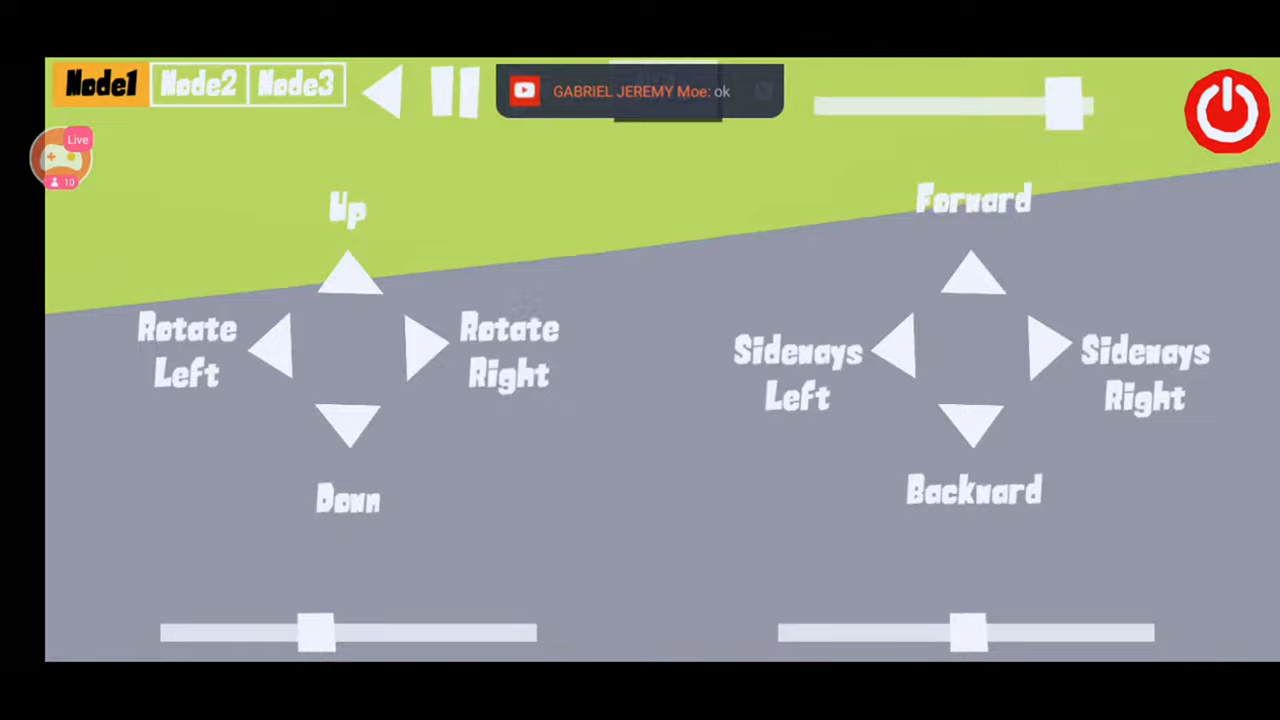 Mode1 Mode2 Mode3
GABRIEL JEREMY Moe: ok
Live
10
Up
Forward
Rotate Left
Rotate Right
Sideways Left
Sideways Right
Down
Backward